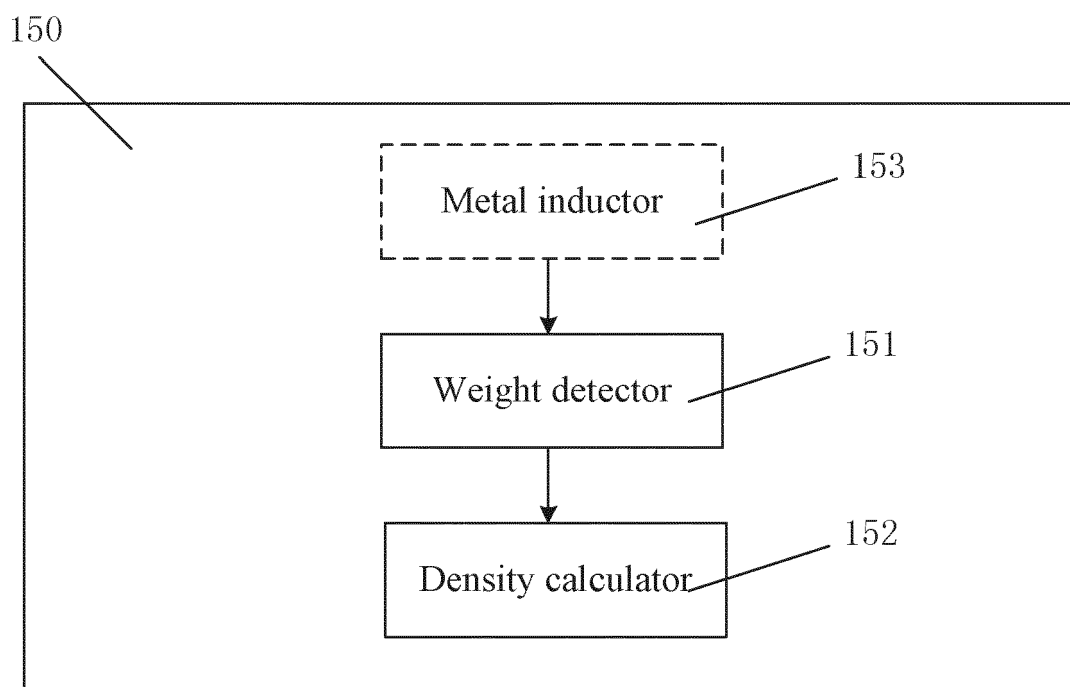 150
Metal inductor
153
Weight detector
151
Density calculator
152